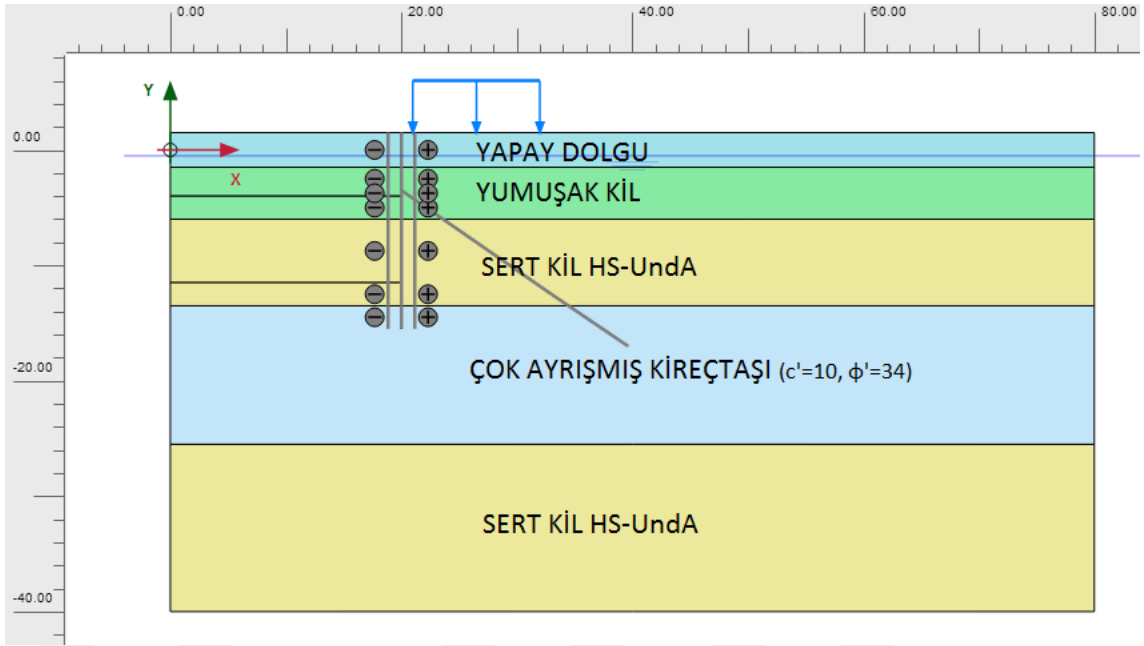 0.00 20.00 40.00 60.00 80.00
Y
0.00
X
YAPAY DOLGU
YUMUŞAK KİL
SERT KİL HS-UndA
-20.00
ÇOK AYRIŞMIŞ KİREÇTAŞI (c'=10, φ'=34)
SERT KİL HS-UndA
-40.00